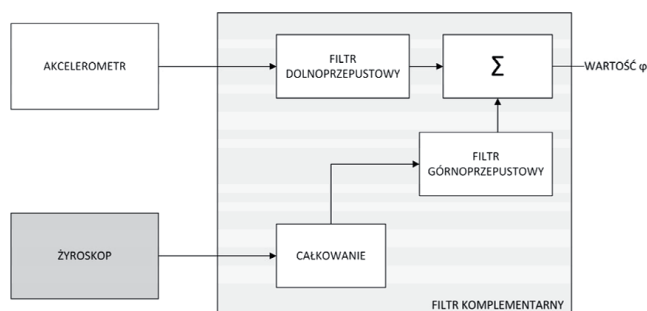 AKCELEROMETR
FILTR
DOLNOPRZEPUSTOWY
Σ
WARTOŚĆ φ
FILTR
GÓRNOPRZEPUSTOWY
ŻYROSKOP
CAŁKOWANIE
FILTR KOMPLEMENTARNY